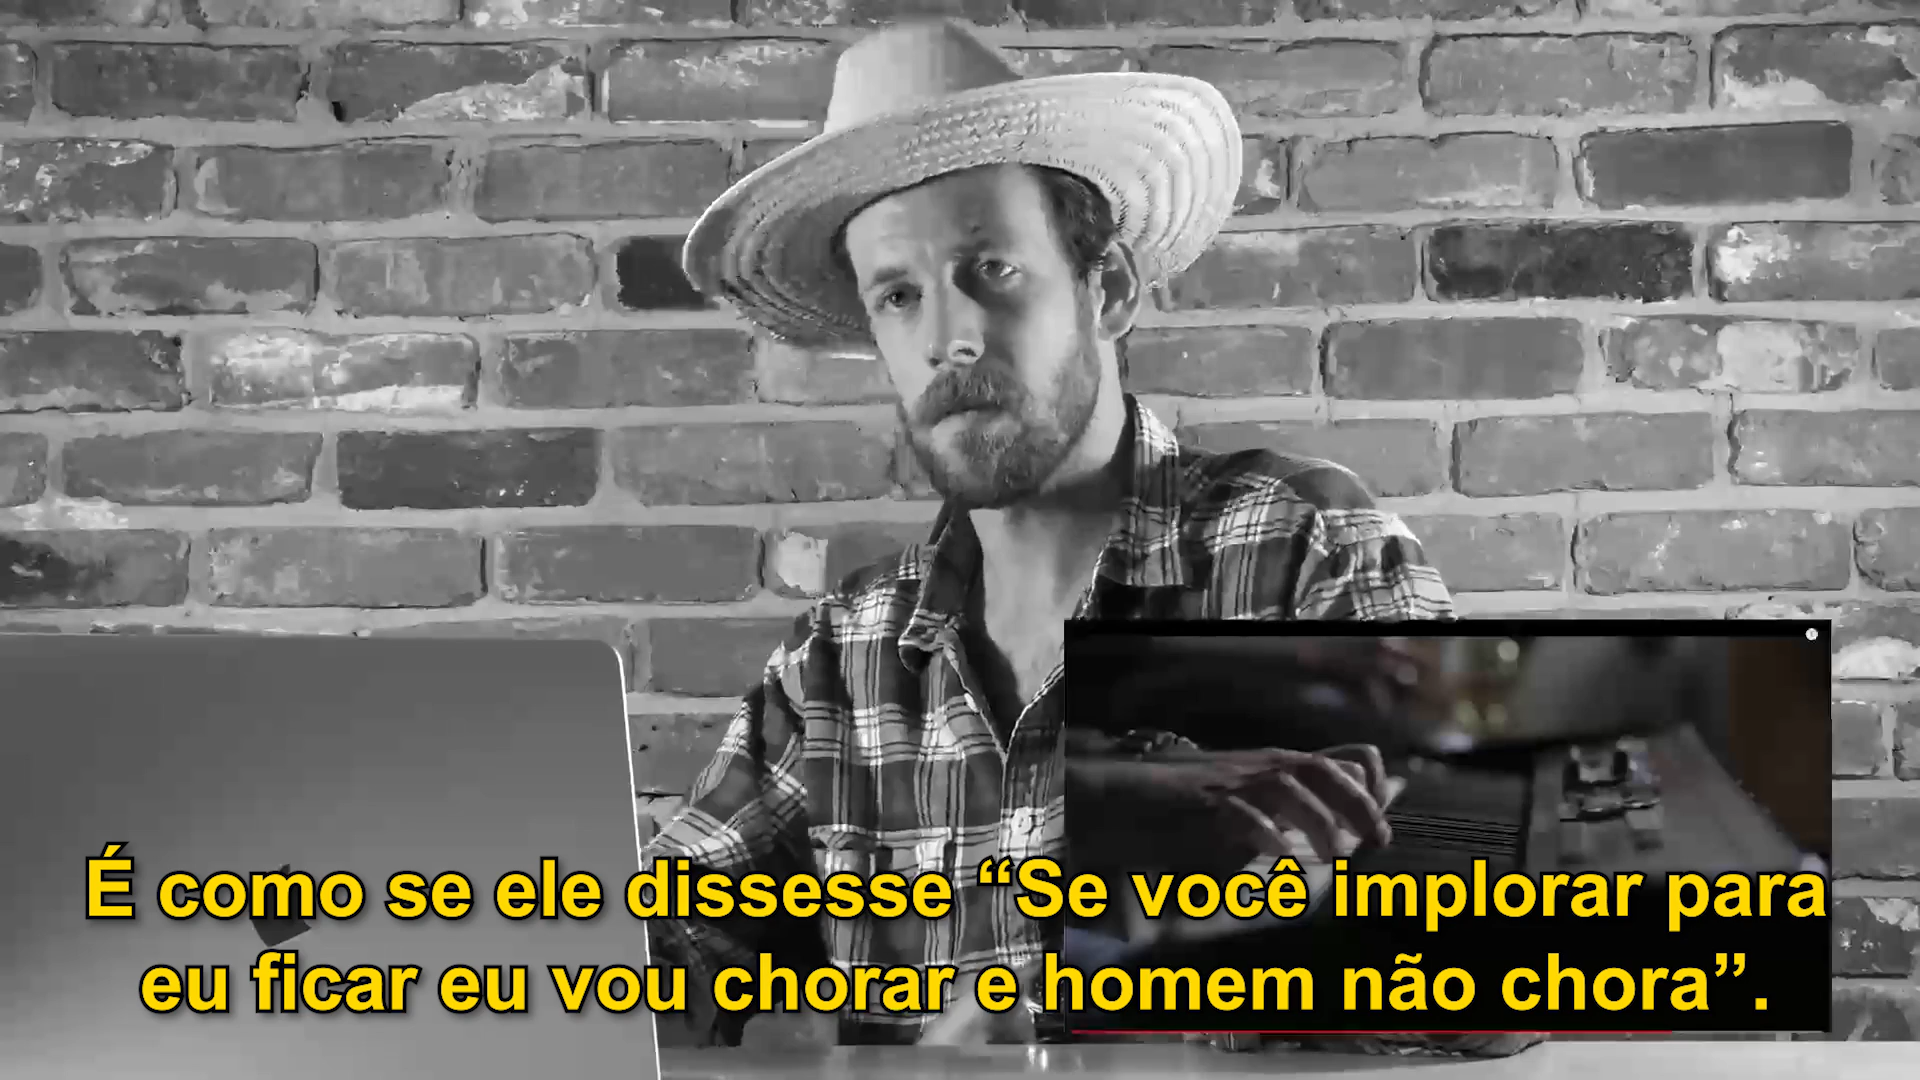 É como se ele dissesse “Se você implorar para
eu ficar eu vou chorar e homem não chora”.